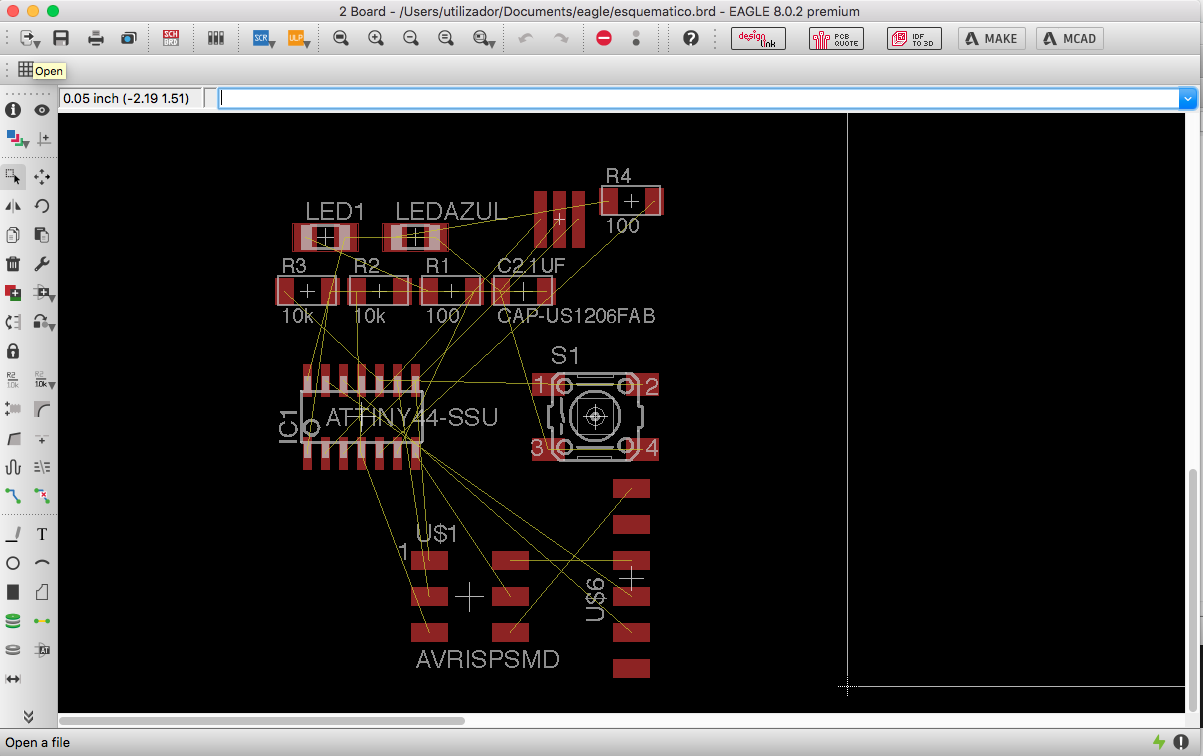 2 Board - /Users/utilizador/Documents/eagle/esquematico.brd - EAGLE 8.0.2 premium
SCH
BRD
SCR
ULP
design
link
PCB
QUOTE
IDF
TO 3D
MAKE
MCAD
Open
0.05 inch (-2.19 1.51)
R4
LED1
LEDAZUL
100
R3
R2
R1
C2.1UF
10k
10k
100
CAP-US1206FAB
S1
1
2
IC1
ATTINY44-SSU
3
4
R2
10k
R2
10k
T
U$1
1
U$6
AVRISPSMD
Open a file